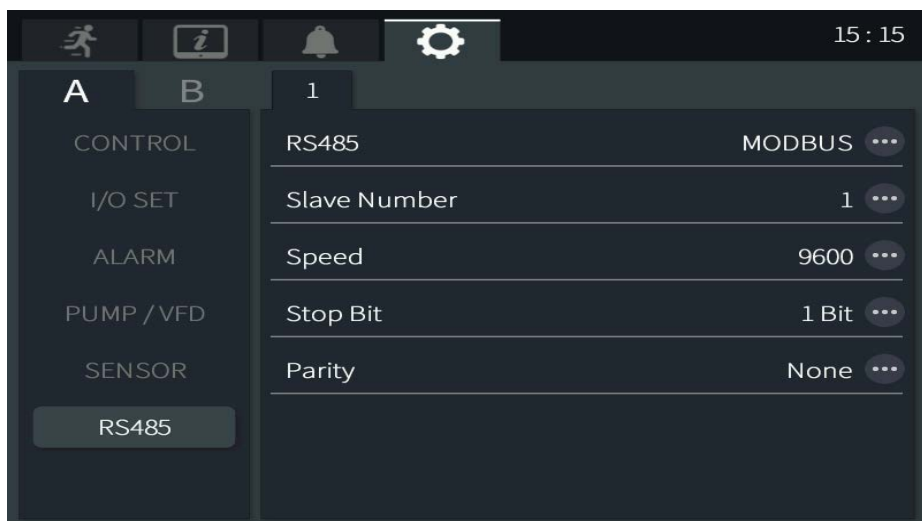 i
15 : 15
A B
1
CONTROL
I/O SET
ALARM
PUMP / VFD
SENSOR
RS485
RS485 MODBUS
Slave Number 1
Speed 9600
Stop Bit 1 Bit
Parity None